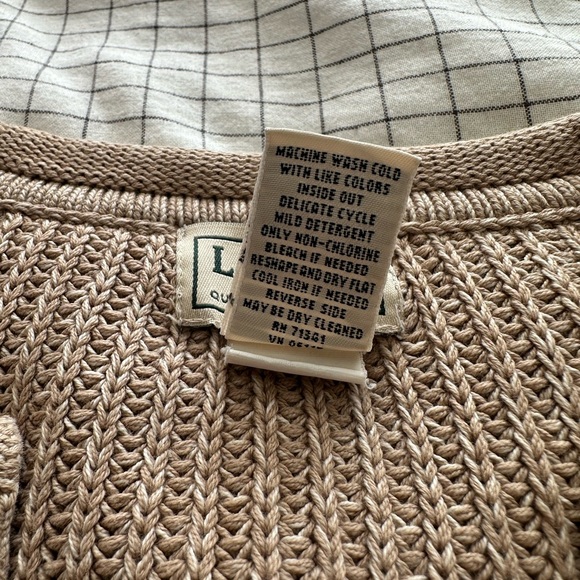 MACHINE WASH COLD
WITH LIKE COLORS
INSIDE OUT
DELICATE CYCLE
MILD DETERGENT
ONLY NON-CHLORINE
BLEACH IF NEEDED
RESHAPE AND DRY FLAT
COOL IRON IF NEEDED
REVERSE SIDE
MAY BE DRY CLEANED
RN 71341